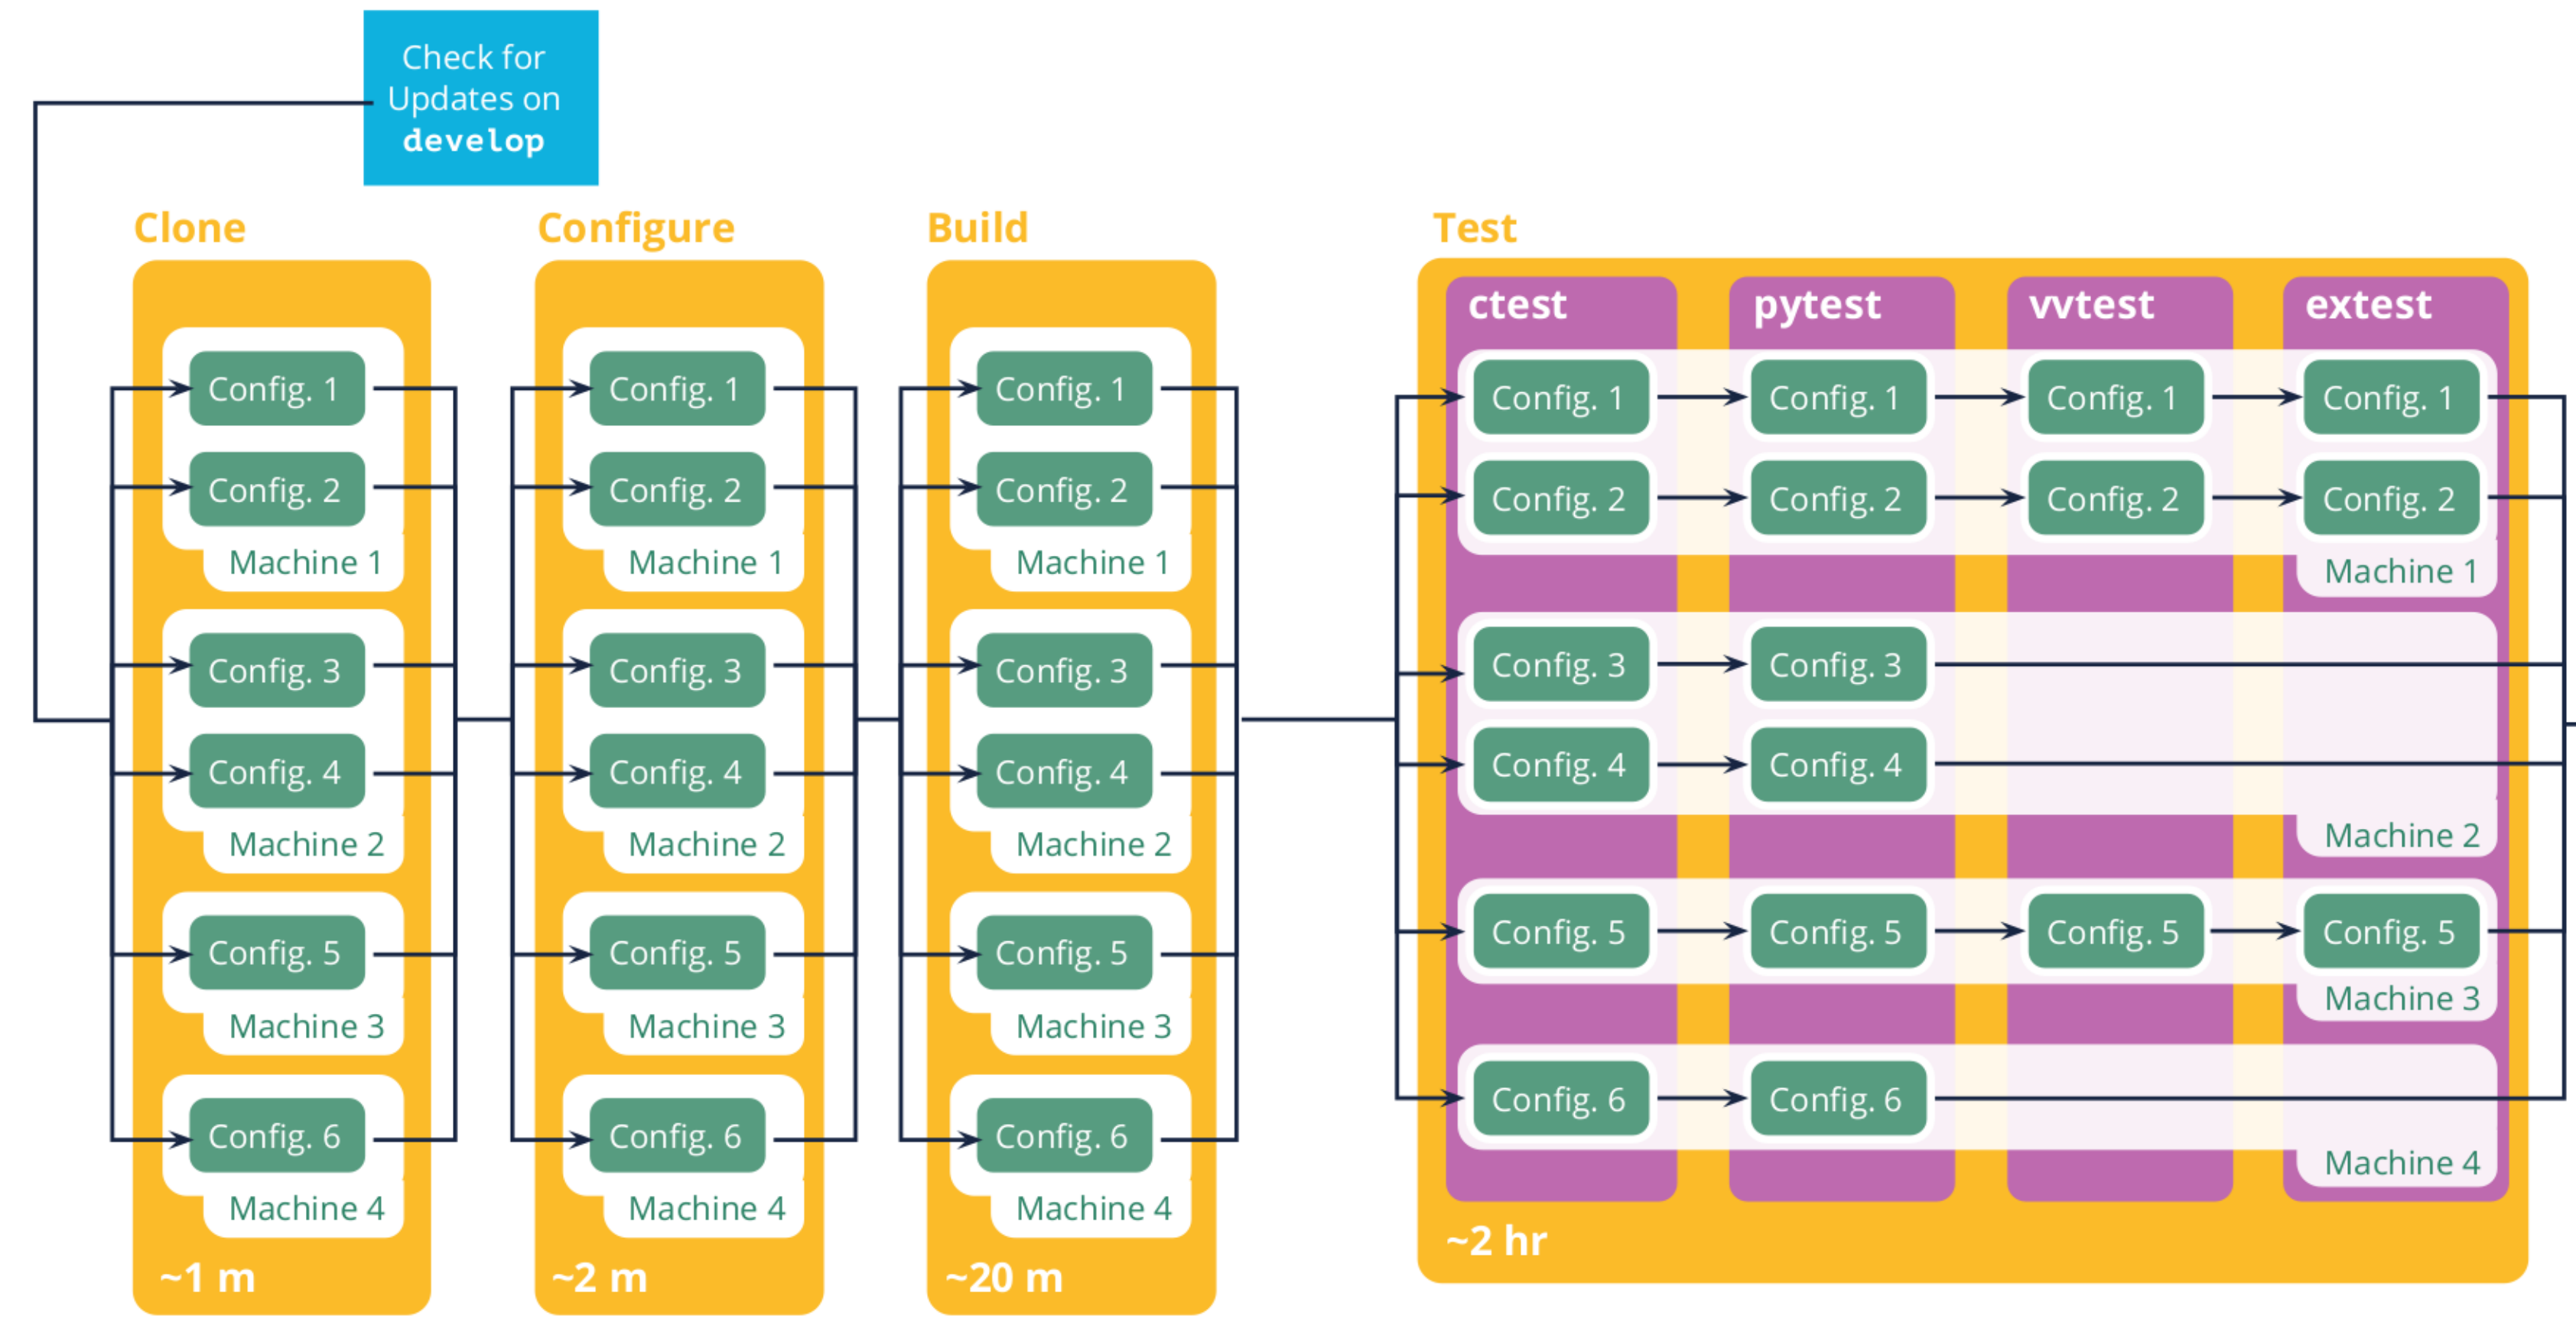 Check for
Updates on
develop
Clone
Config. 1
Config. 2
Machine 1
Config. 3
Config. 4
Machine 2
Config. 5
Machine 3
Config. 6
Machine 4
~1 m
Configure
Config. 1
Config. 2
Machine 1
Config. 3
Config. 4
Machine 2
Config. 5
Machine 3
Config. 6
Machine 4
~2 m
Build
Config. 1
Config. 2
Machine 1
Config. 3
Config. 4
Machine 2
Config. 5
Machine 3
Config. 6
Machine 4
~20 m
Test
ctest pytest vvtest extest
Config. 1 Config. 1 Config. 1 Config. 1
Config. 2 Config. 2 Config. 2 Config. 2
Machine 1
Config. 3 Config. 3
Config. 4 Config. 4
Machine 2
Config. 5 Config. 5 Config. 5 Config. 5
Machine 3
Config. 6 Config. 6
Machine 4
~2 hr